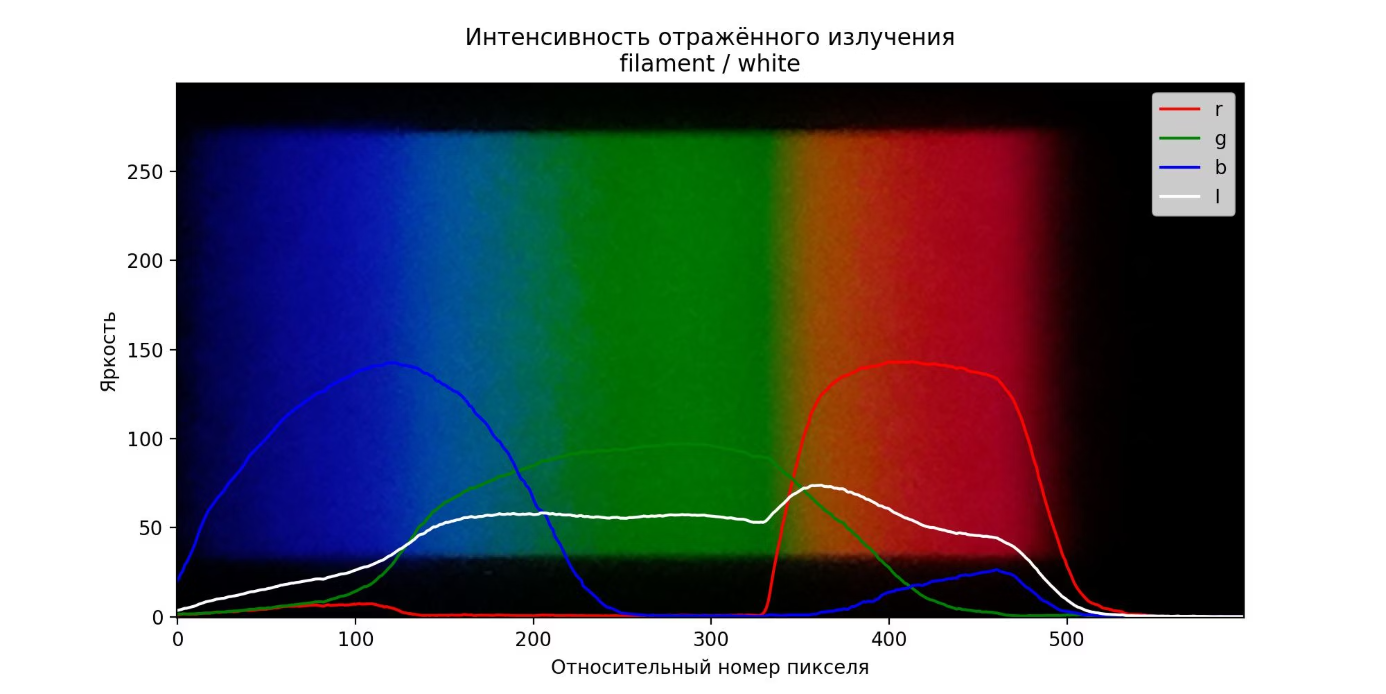 Интенсивность отражённого излучения
filament / white
r
g
b
l
250
200
150
100
50
0
Яркость
0 100 200 300 400 500
Относительный номер пикселя